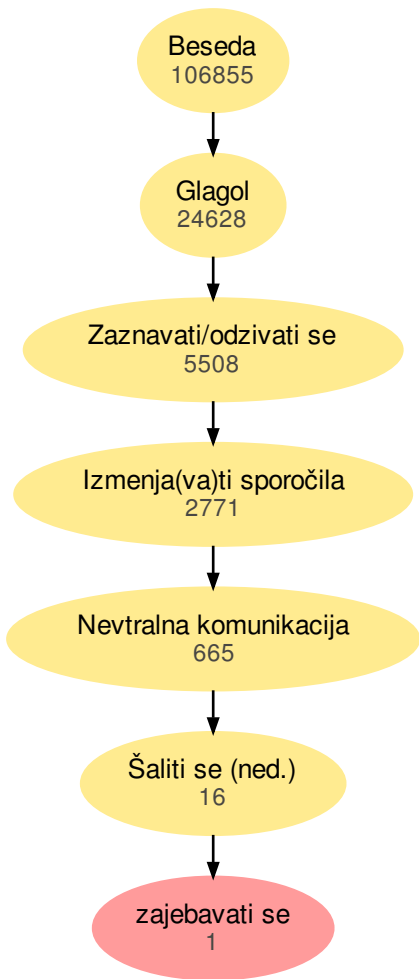 Beseda
106855
Glagol
24628
Zaznavati/odzivati se
5508
Izmenja(va)ti sporočila
2771
Nevtralna komunikacija
665
Šaliti se (ned.)
16
zajebavati se
1